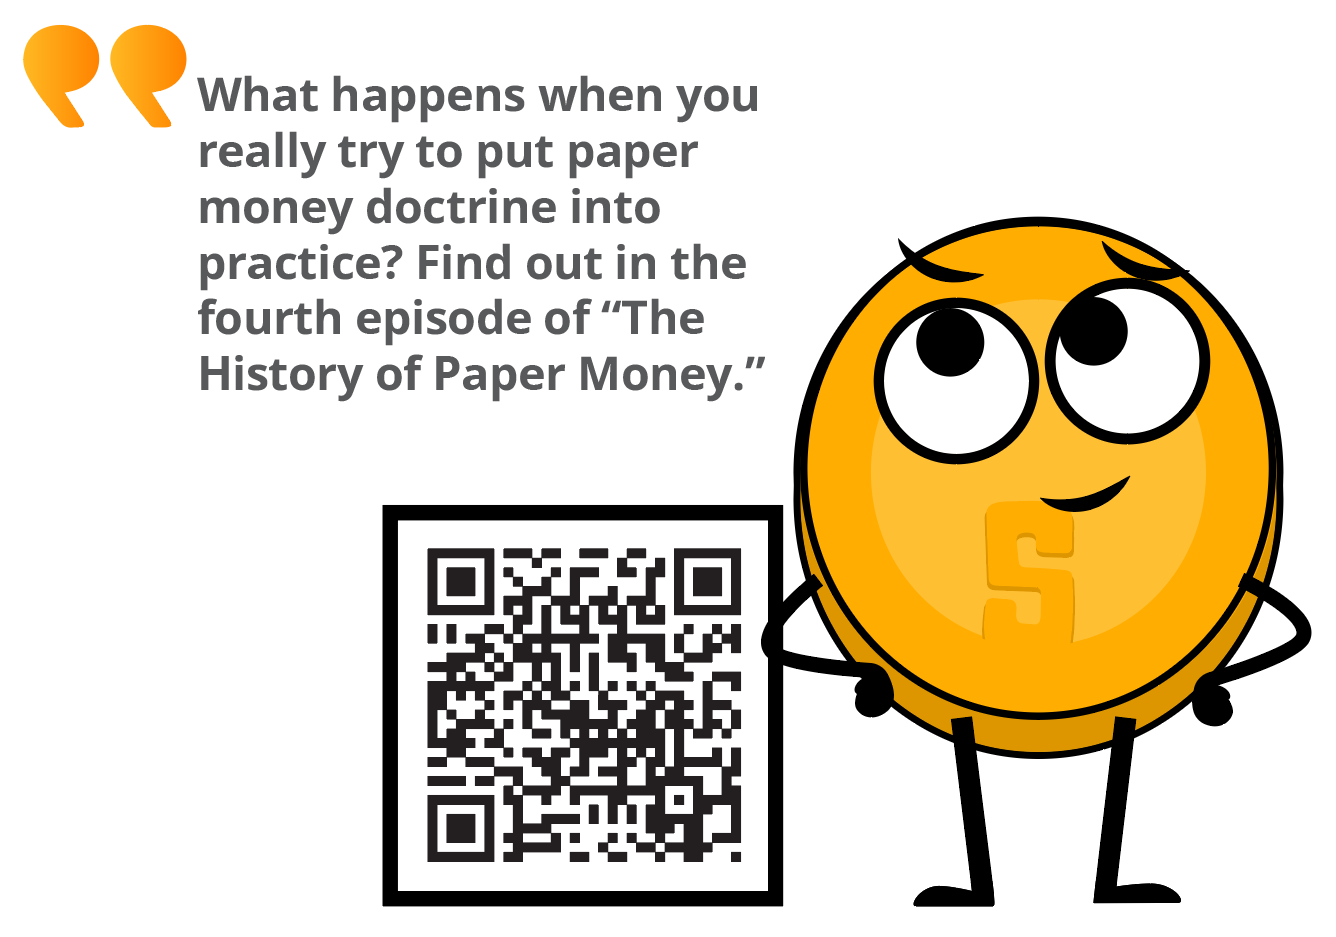 What happens when you
really try to put paper
money doctrine into
practice? Find out in the
fourth episode of “The
History of Paper Money.”
S